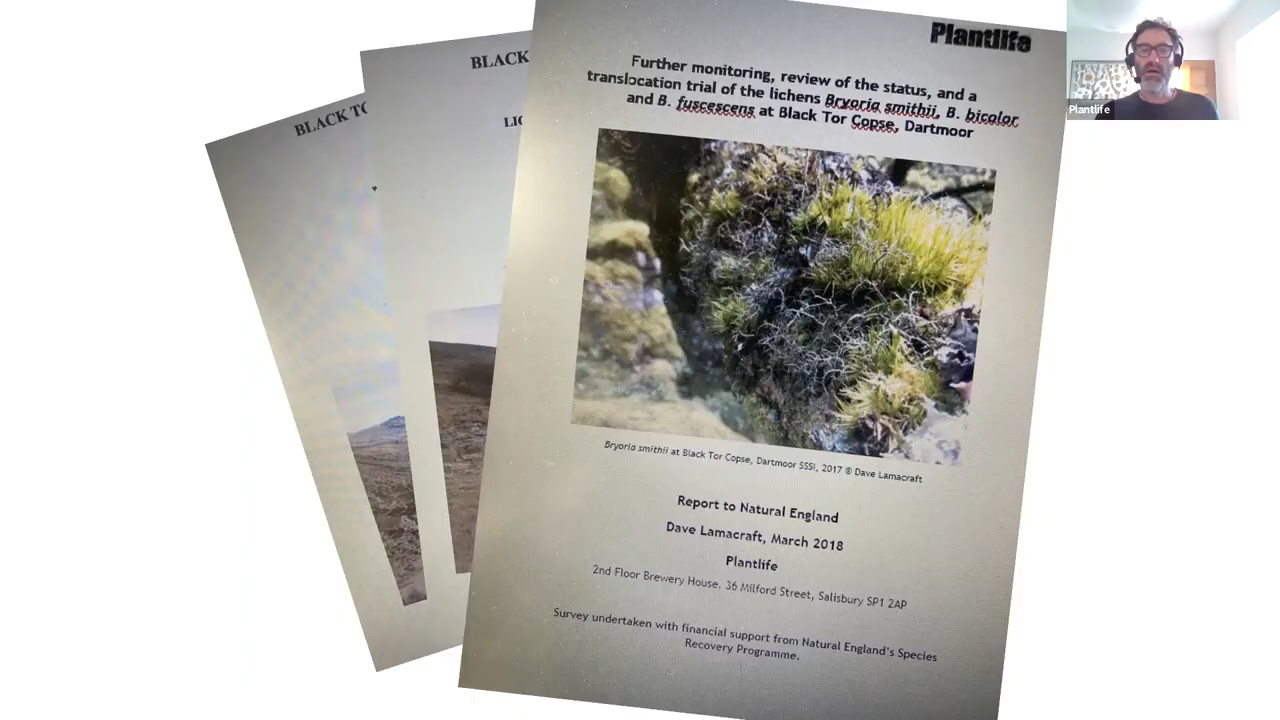 BLACK TO
BLACK
LIC
Plantlife
Further monitoring, review of the status, and a
translocation trial of the lichens Bryoria smithii, B. bicolor
and B. fuscescens at Black Tor Copse, Dartmoor
Bryoria smithii at Black Tor Copse, Dartmoor SSSI, 2017 © Dave Lamacraft
Report to Natural England
Dave Lamacraft, March 2018
Plantlife
2nd Floor Brewery House, 36 Milford Street, Salisbury SP1 2AP
Survey undertaken with financial support from Natural England's Species
Recovery Programme.
Plantlife